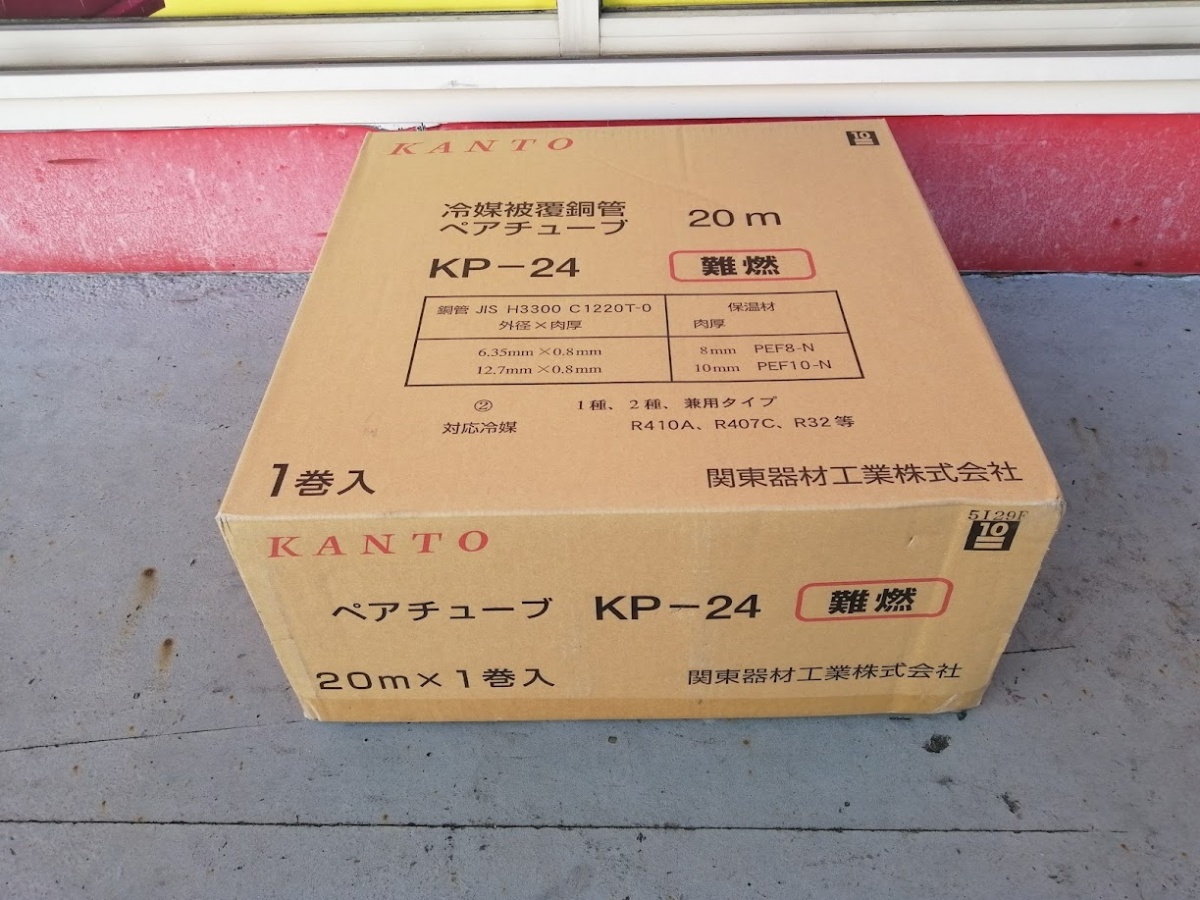 KANTO
10
冷媒被覆銅管
ペアチューブ 20m
KP-24 難燃
銅管 JIS H3300 C1220T-0 保温材
外径×肉厚 肉厚
6.35mm×0.8mm 8mm PEF8-N
12.7mm×0.8mm 10mm PEF10-N
② 1種、2種、兼用タイプ
対応冷媒 R410A、R407C、R32等
1巻入 関東器材工業株式会社
5129F
KANTO 10
ペアチューブ KP-24 難燃
20m×1巻入 関東器材工業株式会社